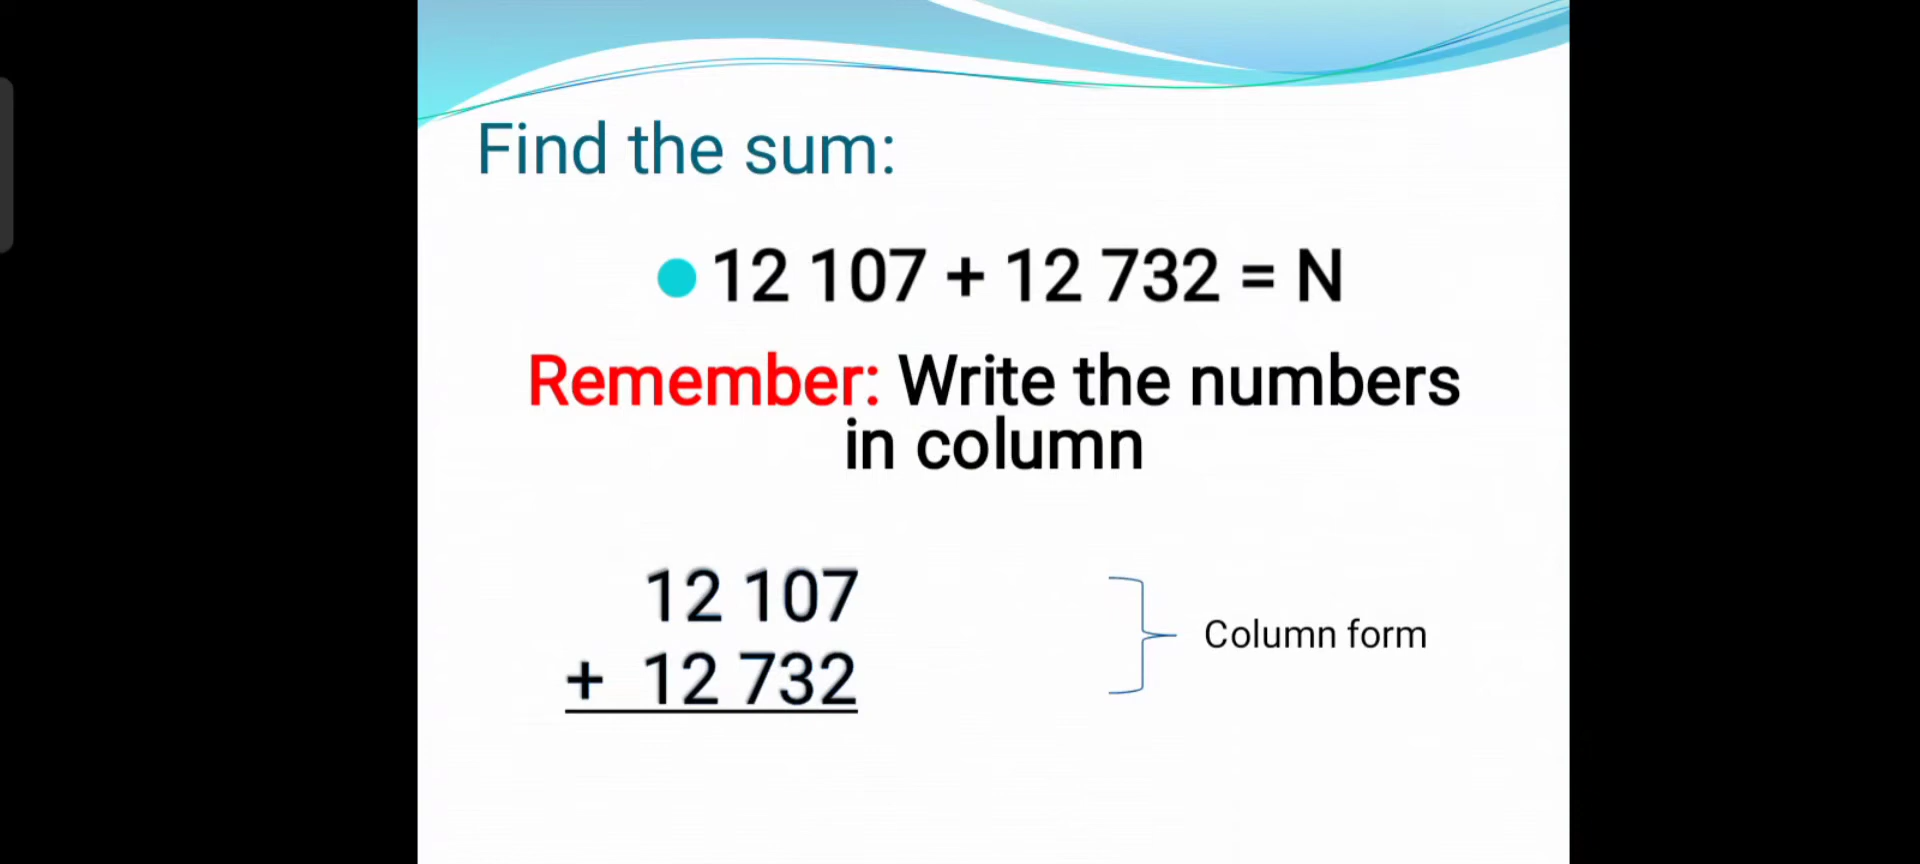 Find the sum:
12 107 + 12 732 = N
Remember: Write the numbers
in column
12 107
+ 12 732
Column form